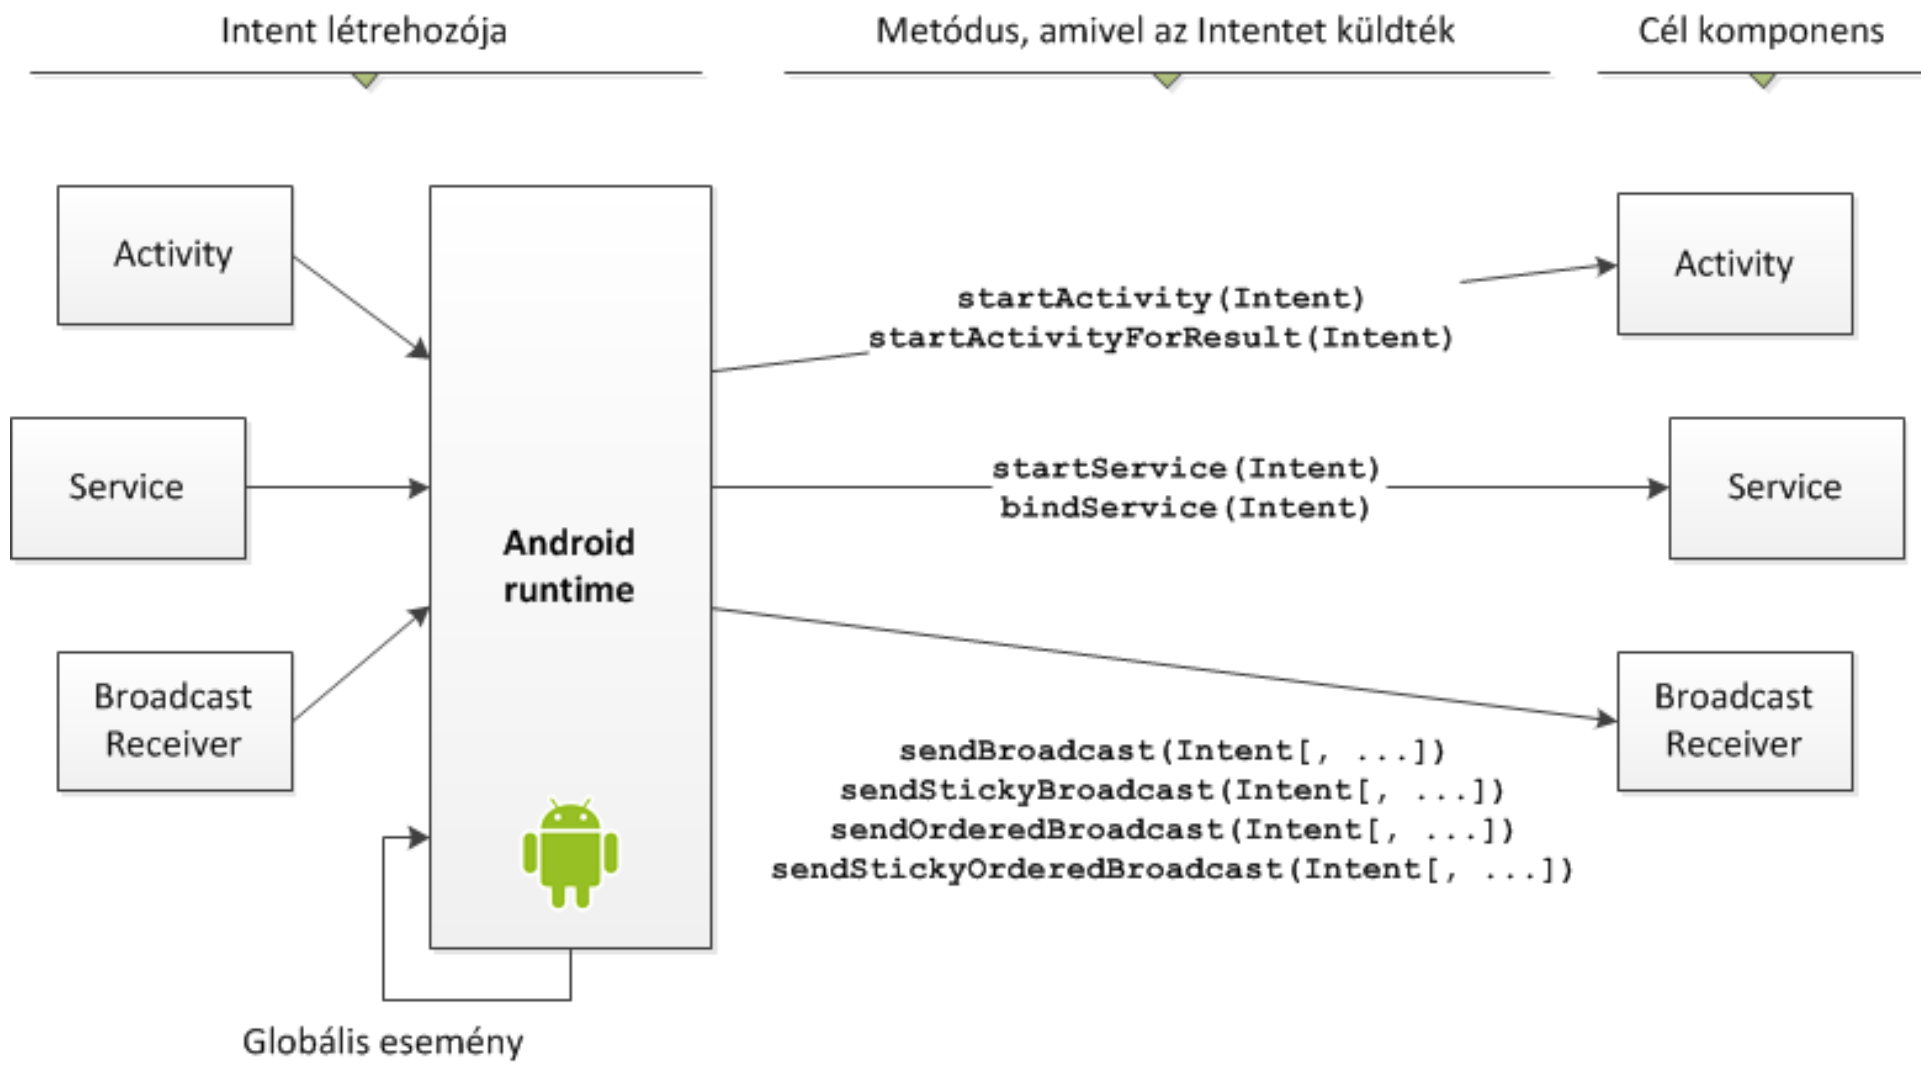 Intent létrehozója
Metódus, amivel az Intentet küldték
Cél komponens
Activity
Service
Broadcast
Receiver
Android
runtime
Globális esemény
startActivity(Intent)
startActivityForResult(Intent)
startService(Intent)
bindService(Intent)
sendBroadcast(Intent[, ...])
sendStickyBroadcast(Intent[, ...])
sendOrderedBroadcast(Intent[, ...])
sendStickyOrderedBroadcast(Intent[, ...])
Activity
Service
Broadcast
Receiver